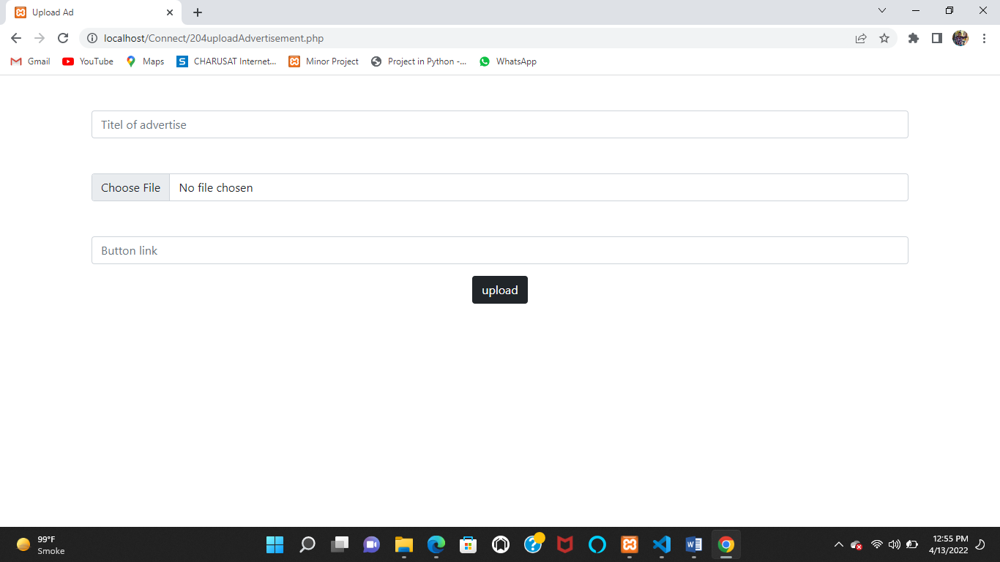 Upload Ad
localhost/Connect/204uploadAdvertisement.php
Gmail YouTube Maps CHARUSAT Internet... Minor Project Project in Python -... WhatsApp
Titel of advertise
Choose File No file chosen
Button link
upload
99°F
Smoke
12:55 PM
4/13/2022